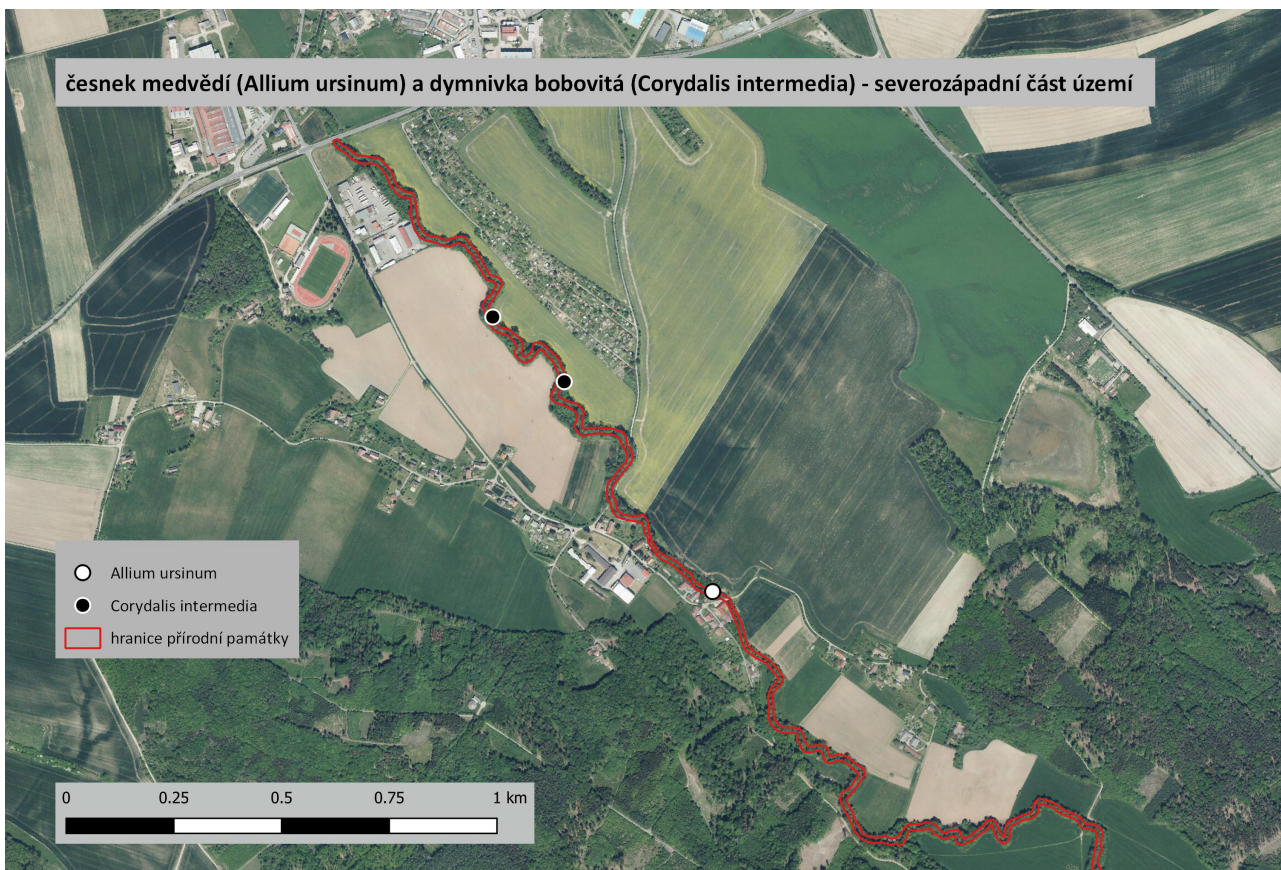 česnek medvědí (Allium ursinum) a dymnivka bobovitá (Corydalis intermedia) - severozápadní část území
Allium ursinum
Corydalis intermedia
hranice přírodní památky
0 0.25 0.5 0.75 1 km